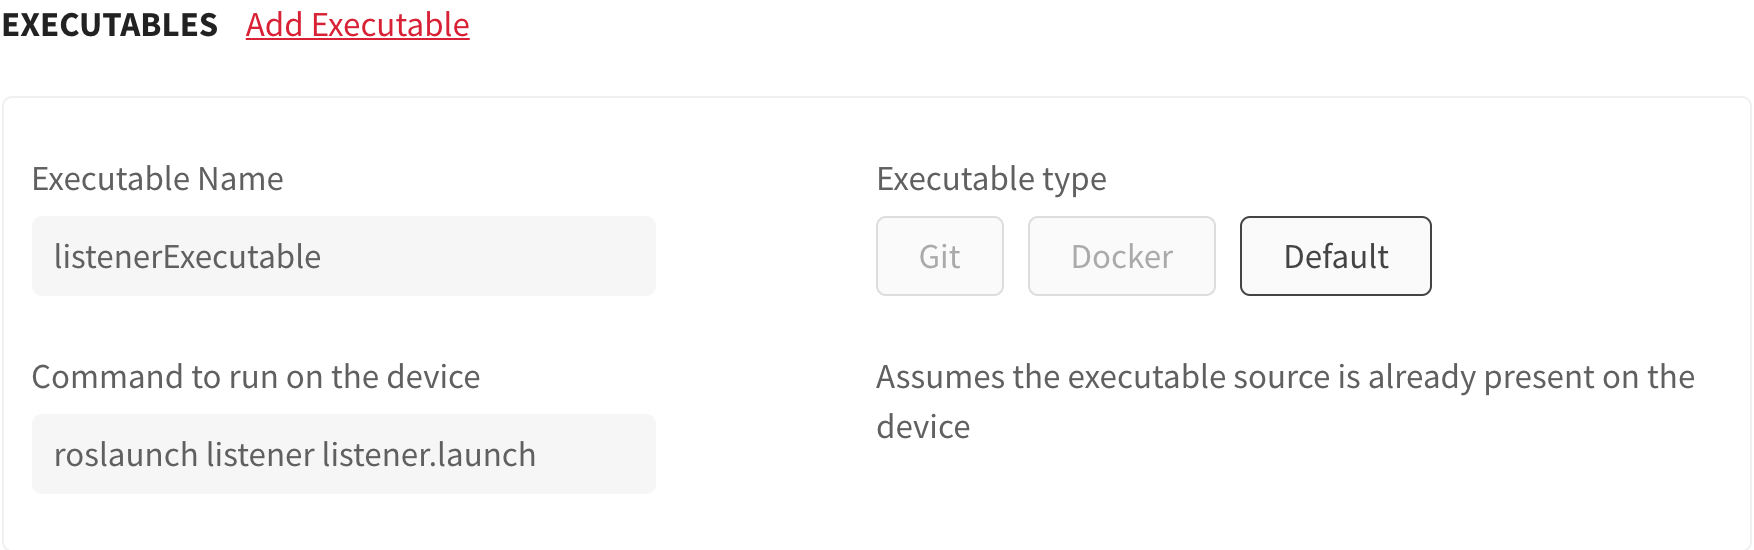 EXECUTABLES Add Executable
Executable Name
listenerExecutable
Executable type
Git Docker Default
Command to run on the device
roslaunch listener listener.launch
Assumes the executable source is already present on the
device